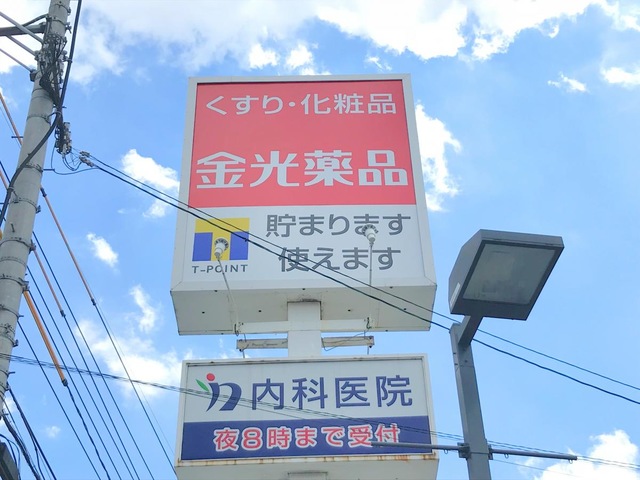 くすり・化粧品
金光薬品
貯まります
使えます
T-POINT
内科医院
夜8時まで受付